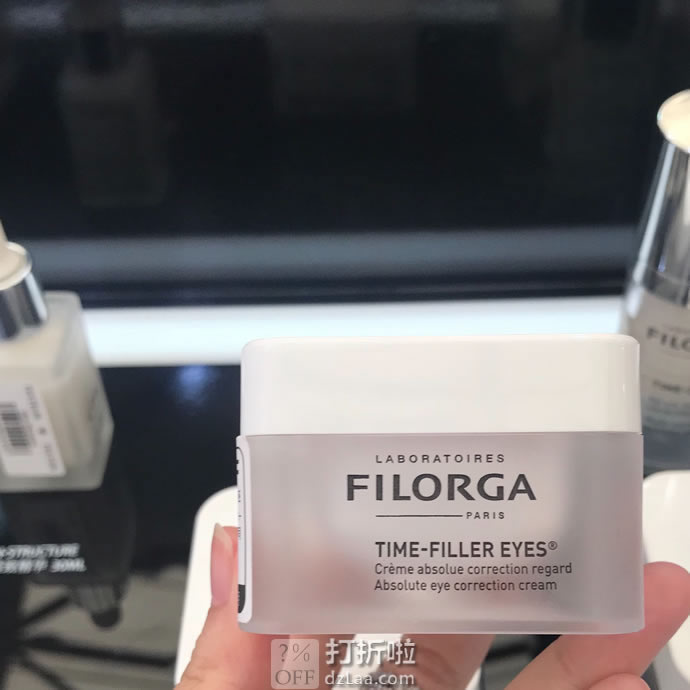 LABORATOIRES
FILORGA
PARIS
TIME-FILLER EYES®
Crème absolue correction regard
Absolute eye correction cream
-STRUCTURE
30ML
FILO
?%
OFF
打折啦
dzLaa.com